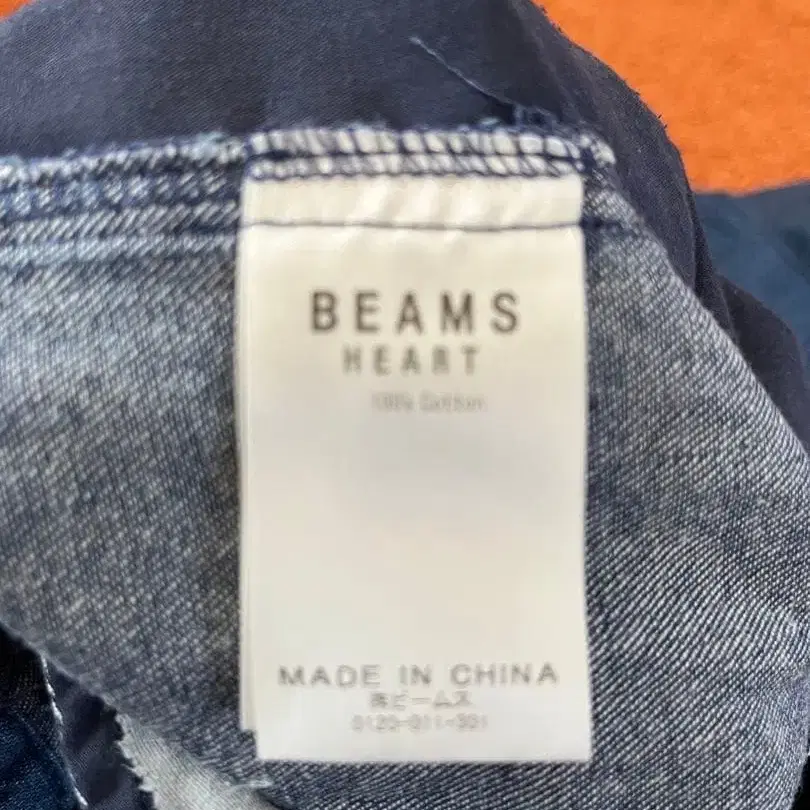 BEAMS
HEART
100% Cotton
MADE IN CHINA
㈱ビームス
0120-011-301